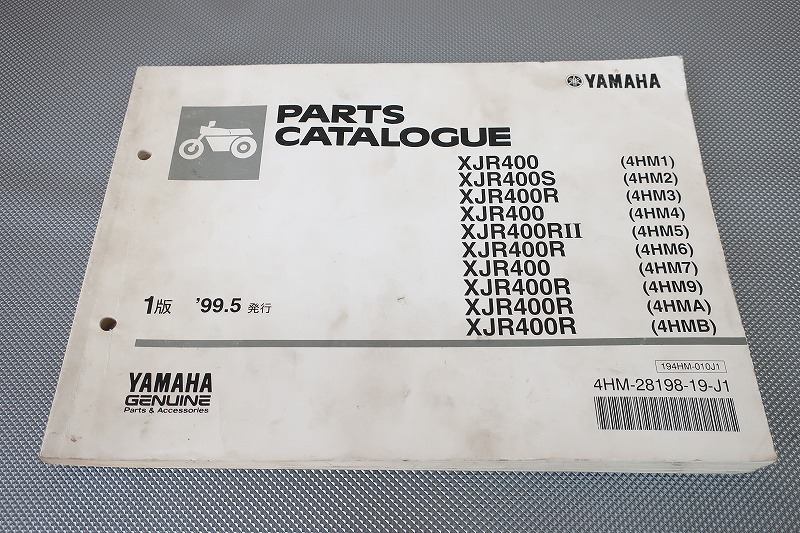 YAMAHA
PARTS
CATALOGUE
XJR400 (4HM1)
XJR400S (4HM2)
XJR400R (4HM3)
XJR400 (4HM4)
XJR400RII (4HM5)
XJR400R (4HM6)
XJR400 (4HM7)
XJR400R (4HM9)
XJR400R (4HMA)
XJR400R (4HMB)
1版 '99.5 発行
194HM-010J1
4HM-28198-19-J1
YAMAHA
GENUINE
Parts & Accessories